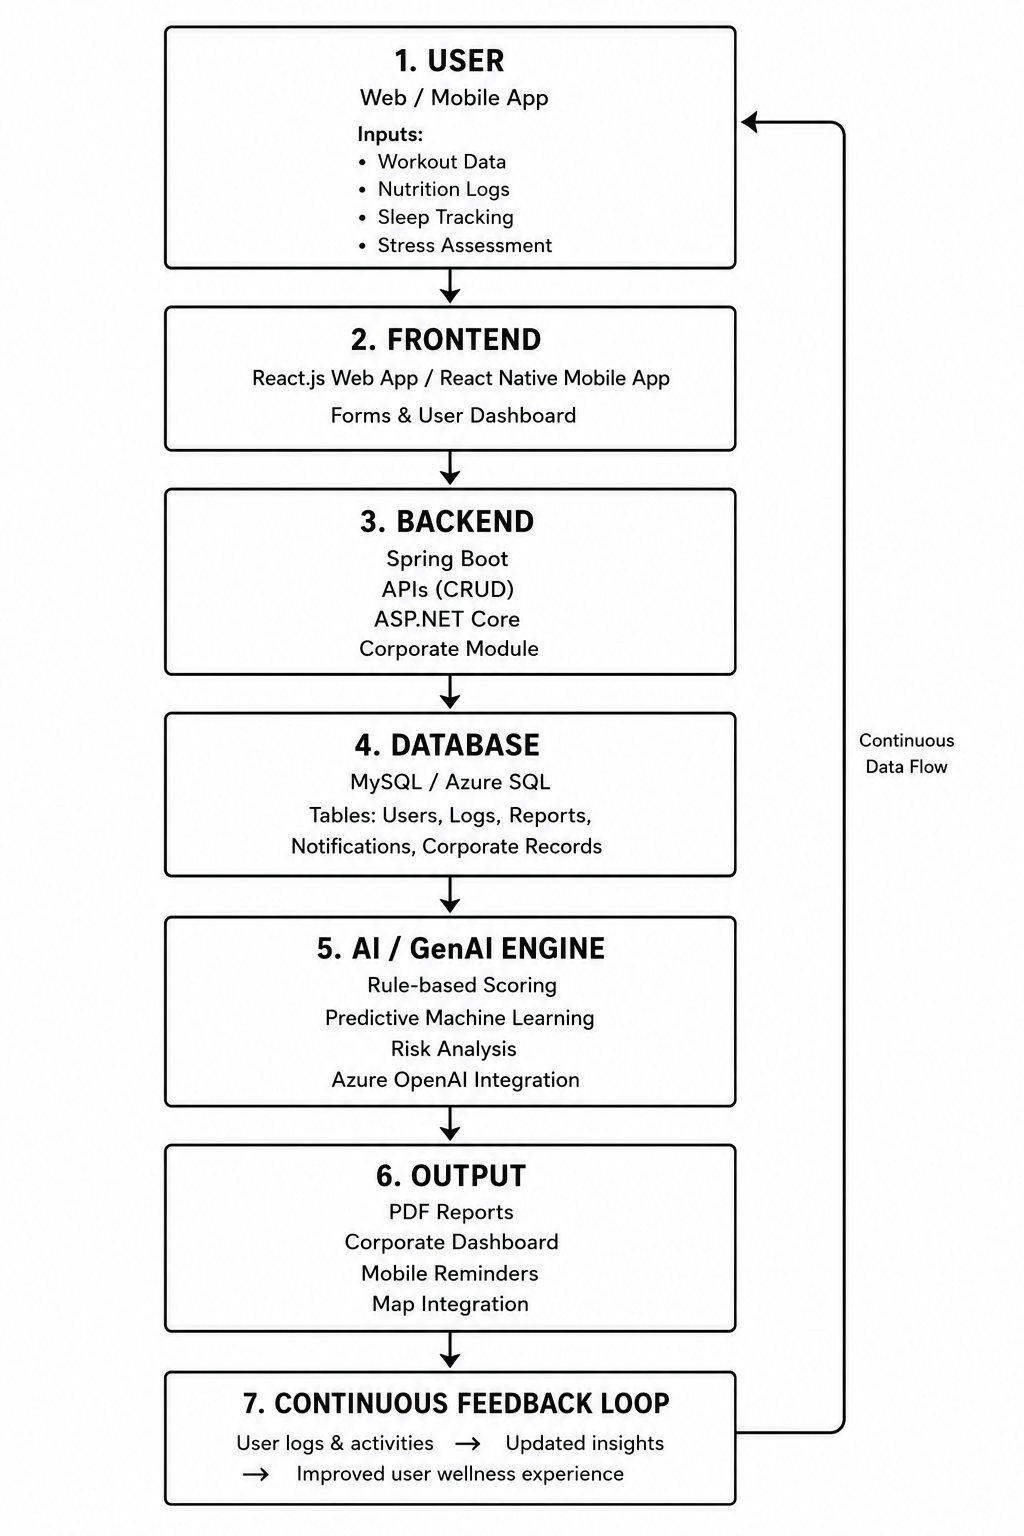 1. USER
Web / Mobile App
Inputs:
• Workout Data
• Nutrition Logs
• Sleep Tracking
• Stress Assessment
2. FRONTEND
React.js Web App / React Native Mobile App
Forms & User Dashboard
3. BACKEND
Spring Boot
APIs (CRUD)
ASP.NET Core
Corporate Module
4. DATABASE
MySQL / Azure SQL
Tables: Users, Logs, Reports,
Notifications, Corporate Records
5. AI / GenAI ENGINE
Rule-based Scoring
Predictive Machine Learning
Risk Analysis
Azure OpenAI Integration
6. OUTPUT
PDF Reports
Corporate Dashboard
Mobile Reminders
Map Integration
7. CONTINUOUS FEEDBACK LOOP
User logs & activities → Updated insights
→ Improved user wellness experience
Continuous
Data Flow